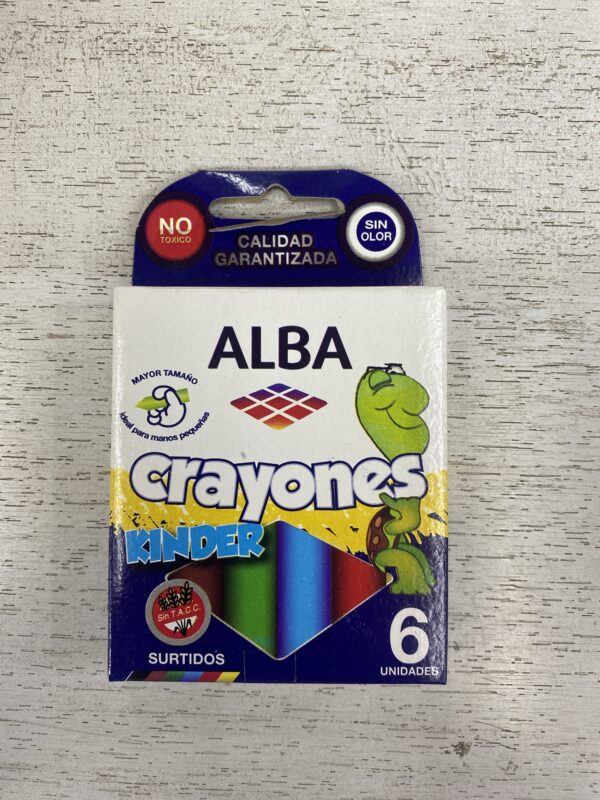 NO
TOXICO
CALIDAD
GARANTIZADA
SIN
OLOR
ALBA
MAYOR TAMAÑO
ideal para manos pequeñas
crayones
KINDER
Sin T.A.C.C.
SURTIDOS
6
UNIDADES